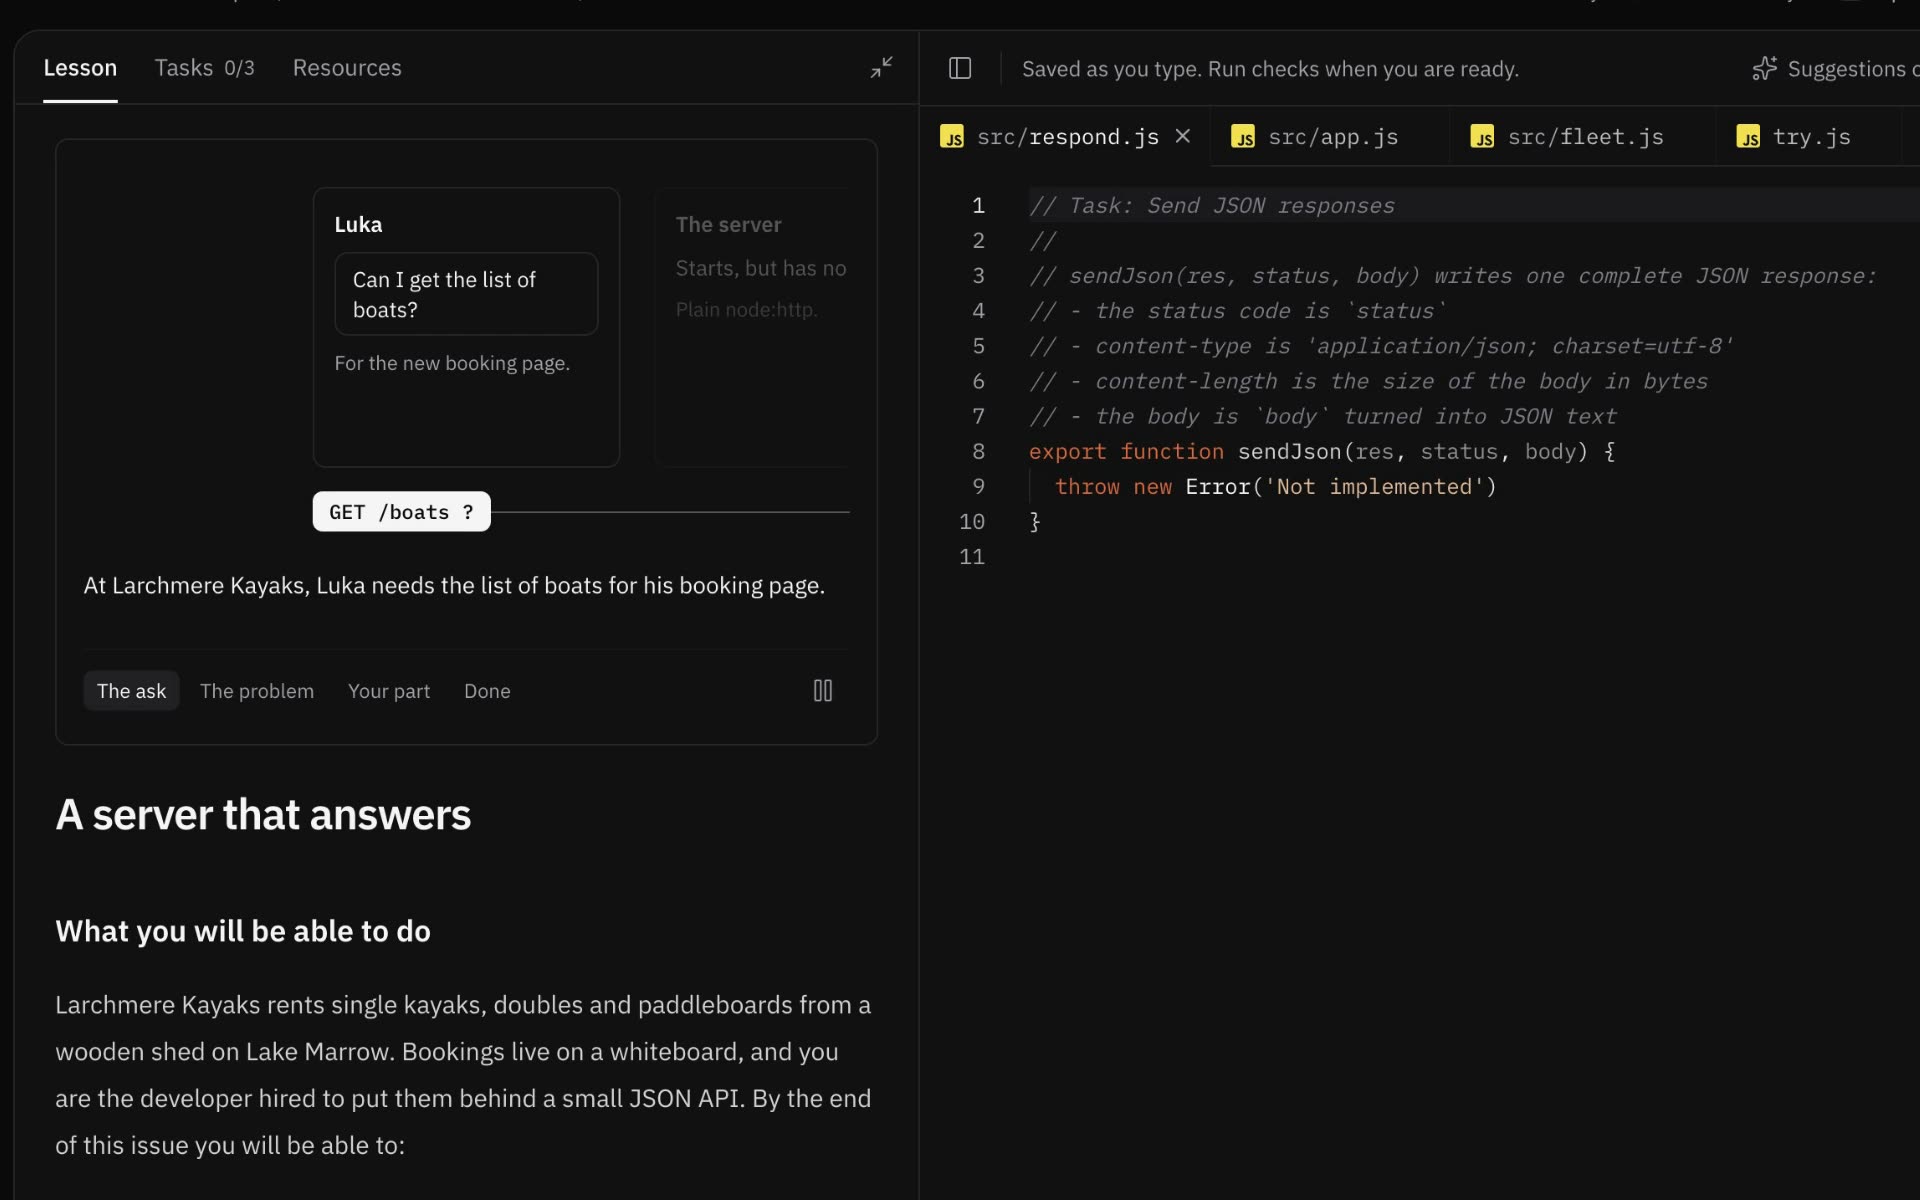 Lesson
Tasks 0/3
Resources
Luka
Can I get the list of
boats?
For the new booking page.
The server
Starts, but has no
Plain node:http.
GET /boats ?
At Larchmere Kayaks, Luka needs the list of boats for his booking page.
The ask
The problem
Your part
Done
A server that answers
What you will be able to do
Larchmere Kayaks rents single kayaks, doubles and paddleboards from a
wooden shed on Lake Marrow. Bookings live on a whiteboard, and you
are the developer hired to put them behind a small JSON API. By the end
of this issue you will be able to:
Saved as you type. Run checks when you are ready.
Suggestions
JS src/respond.js
JS src/app.js
JS src/fleet.js
JS try.js
1 // Task: Send JSON responses
2 //
3 // sendJson(res, status, body) writes one complete JSON response:
4 // - the status code is `status`
5 // - content-type is 'application/json; charset=utf-8'
6 // - content-length is the size of the body in bytes
7 // - the body is `body` turned into JSON text
8 export function sendJson(res, status, body) {
9 throw new Error('Not implemented')
10 }
11